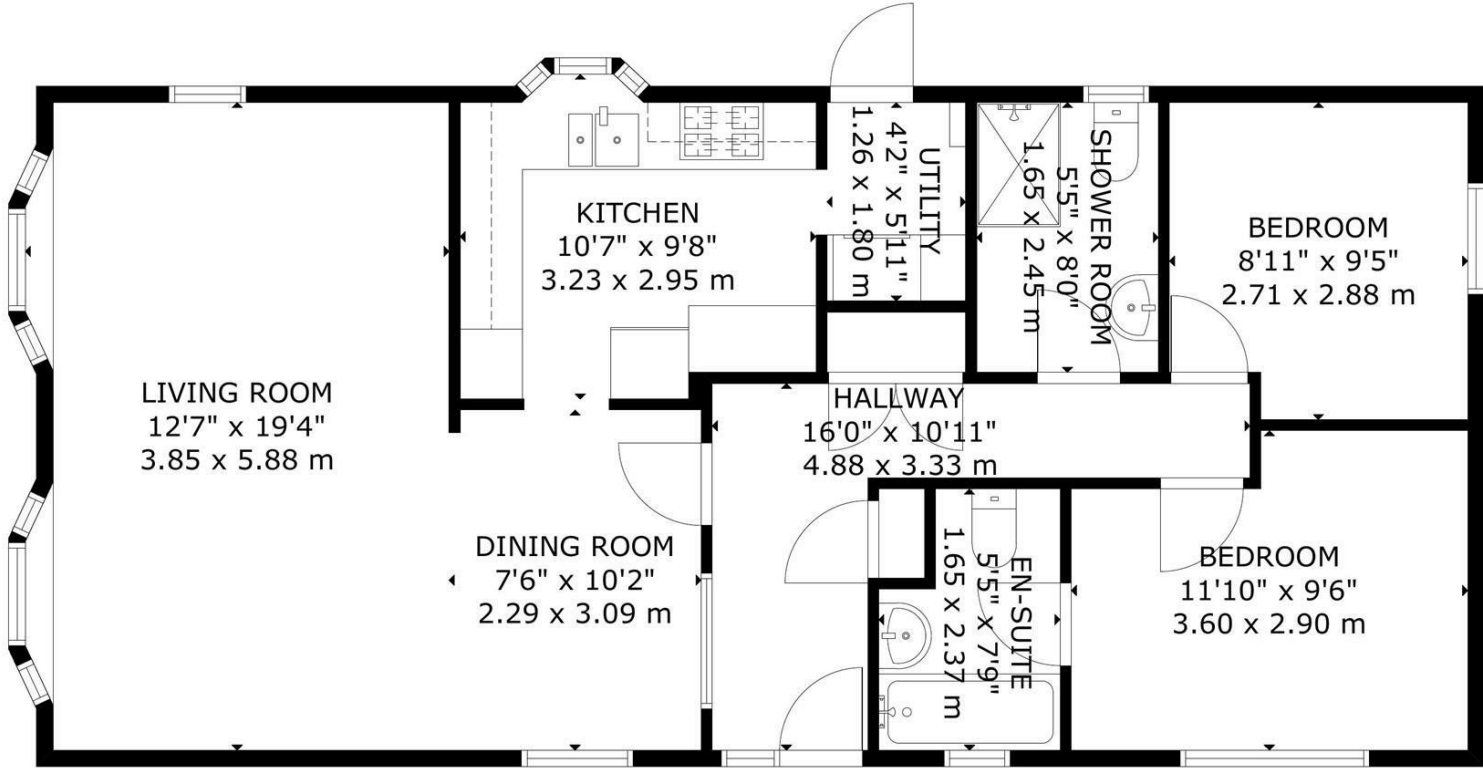 LIVING ROOM
12'7" x 19'4"
3.85 x 5.88 m
KITCHEN
10'7" x 9'8"
3.23 x 2.95 m
DINING ROOM
7'6" x 10'2"
2.29 x 3.09 m
UTILITY
4'2" x 5'11"
1.26 x 1.80 m
SHOWER ROOM
5'5" x 8'0"
1.65 x 2.45 m
HALLWAY
16'0" x 10'11"
4.88 x 3.33 m
EN-SUITE
5'5" x 7'9"
1.65 x 2.37 m
BEDROOM
8'11" x 9'5"
2.71 x 2.88 m
BEDROOM
11'10" x 9'6"
3.60 x 2.90 m